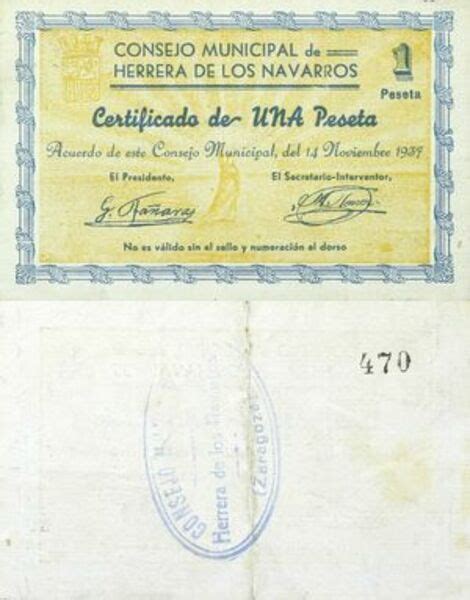 CONSEJO MUNICIPAL de
HERRERA DE LOS NAVARROS
1
Peseta
Certificado de UNA Peseta
Acuerdo de este Consejo Municipal, del 14 Noviembre 1937
El Presidente,
El Secretario-Interventor,
No es válido sin el sello y numeración al dorso
470
CONSEJO
Herrera de los Navarros
(Zaragoza)